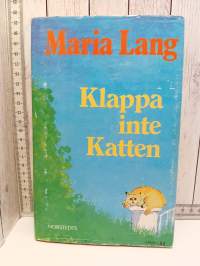 Maria Lang
Klappa
inte
Katten
NORSTEDTS